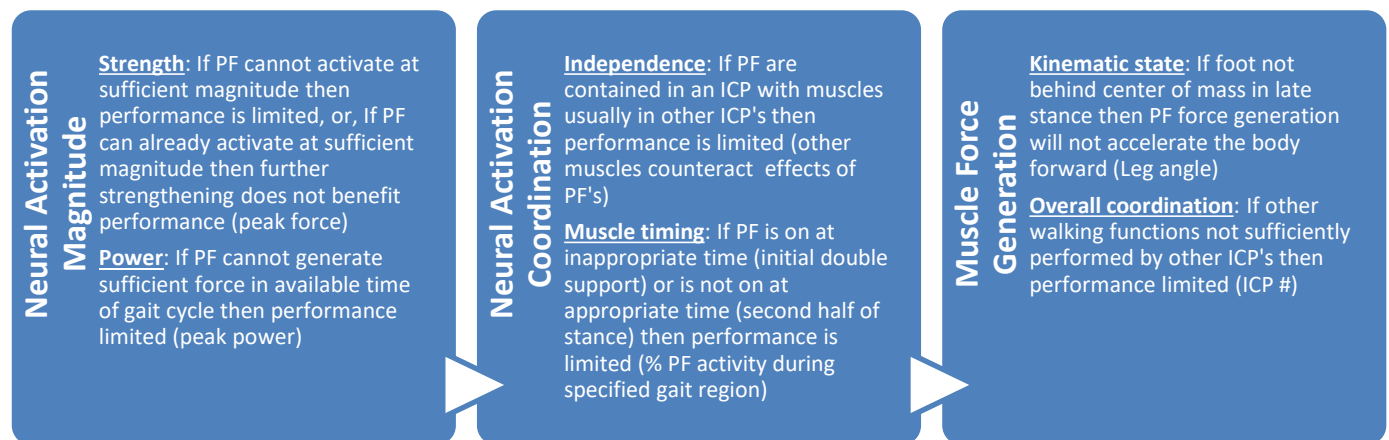 Neural Activation
Magnitude
Strength: If PF cannot activate at
sufficient magnitude then
performance is limited, or, If PF
can already activate at sufficient
magnitude then further
strengthening does not benefit
performance (peak force)
Power: If PF cannot generate
sufficient force in available time
of gait cycle then performance
limited (peak power)
Neural Activation
Coordination
Independence: If PF are
contained in an ICP with muscles
usually in other ICP's then
performance is limited (other
muscles counteract effects of
PF's)
Muscle timing: If PF is on at
inappropriate time (initial double
support) or is not on at
appropriate time (second half of
stance) then performance is
limited (% PF activity during
specified gait region)
Muscle Force
Generation
Kinematic state: If foot not
behind center of mass in late
stance then PF force generation
will not accelerate the body
forward (Leg angle)
Overall coordination: If other
walking functions not sufficiently
performed by other ICP's then
performance limited (ICP #)